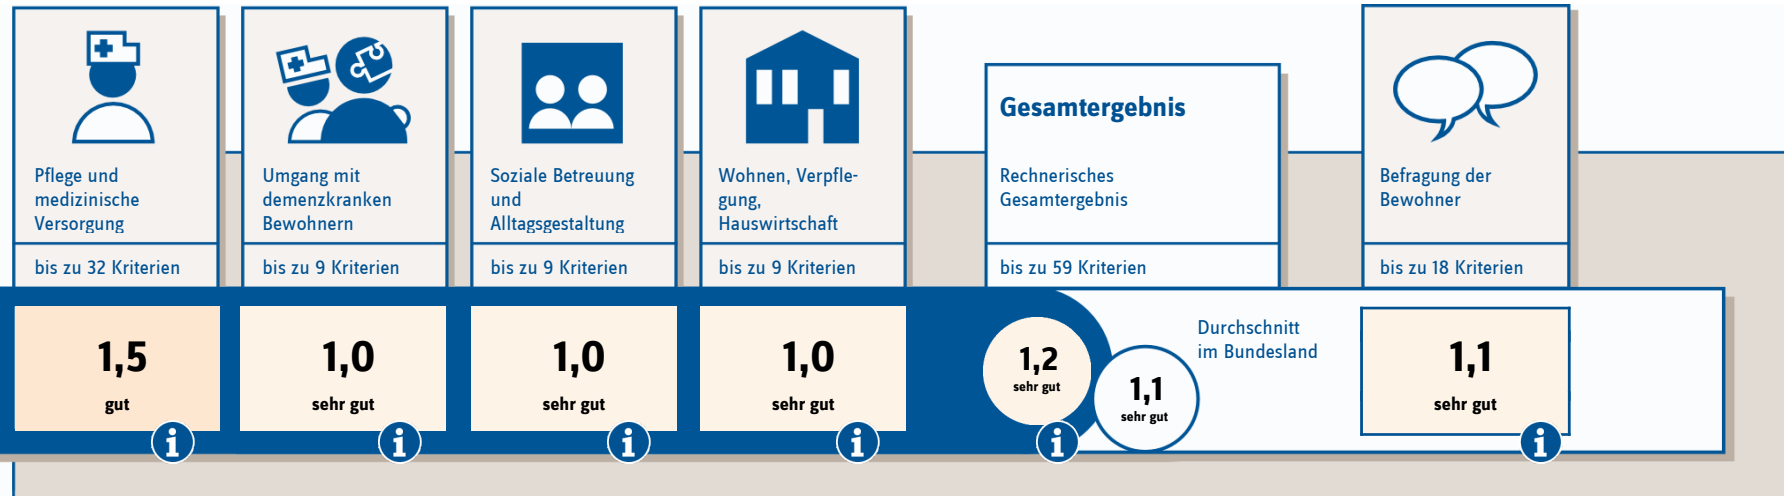 Pflege und
medizinische
Versorgung
bis zu 32 Kriterien
1,5
gut
Umgang mit
demenzkranken
Bewohnern
bis zu 9 Kriterien
1,0
sehr gut
Soziale Betreuung
und
Alltagsgestaltung
bis zu 9 Kriterien
1,0
sehr gut
Wohnen, Verpfle-
gung,
Hauswirtschaft
bis zu 9 Kriterien
1,0
sehr gut
Gesamtergebnis
Rechnerisches
Gesamtergebnis
bis zu 59 Kriterien
1,2
sehr gut
1,1
sehr gut
Durchschnitt
im Bundesland
Befragung der
Bewohner
bis zu 18 Kriterien
1,1
sehr gut
i
i
i
i
i
i